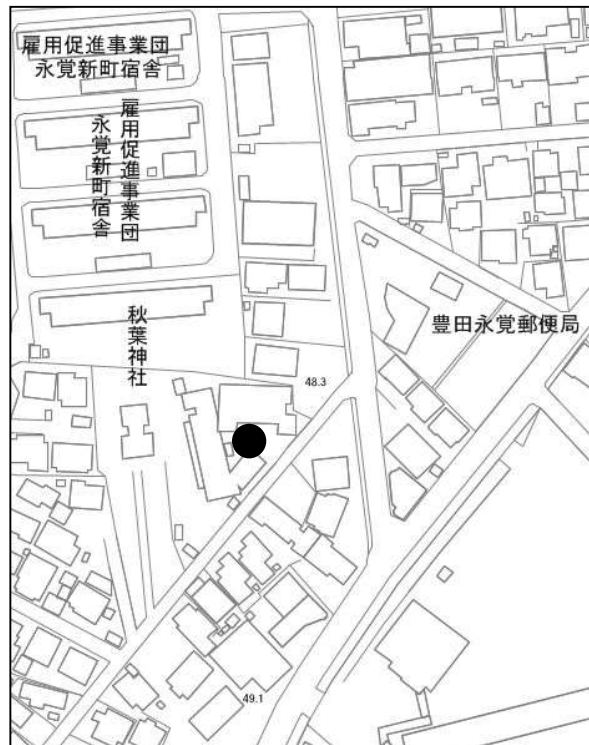 雇用促進事業団
永覚新町宿舎
雇用促進事業団
永覚新町宿舎
秋葉神社
豊田永覚郵便局
48.3
49.1